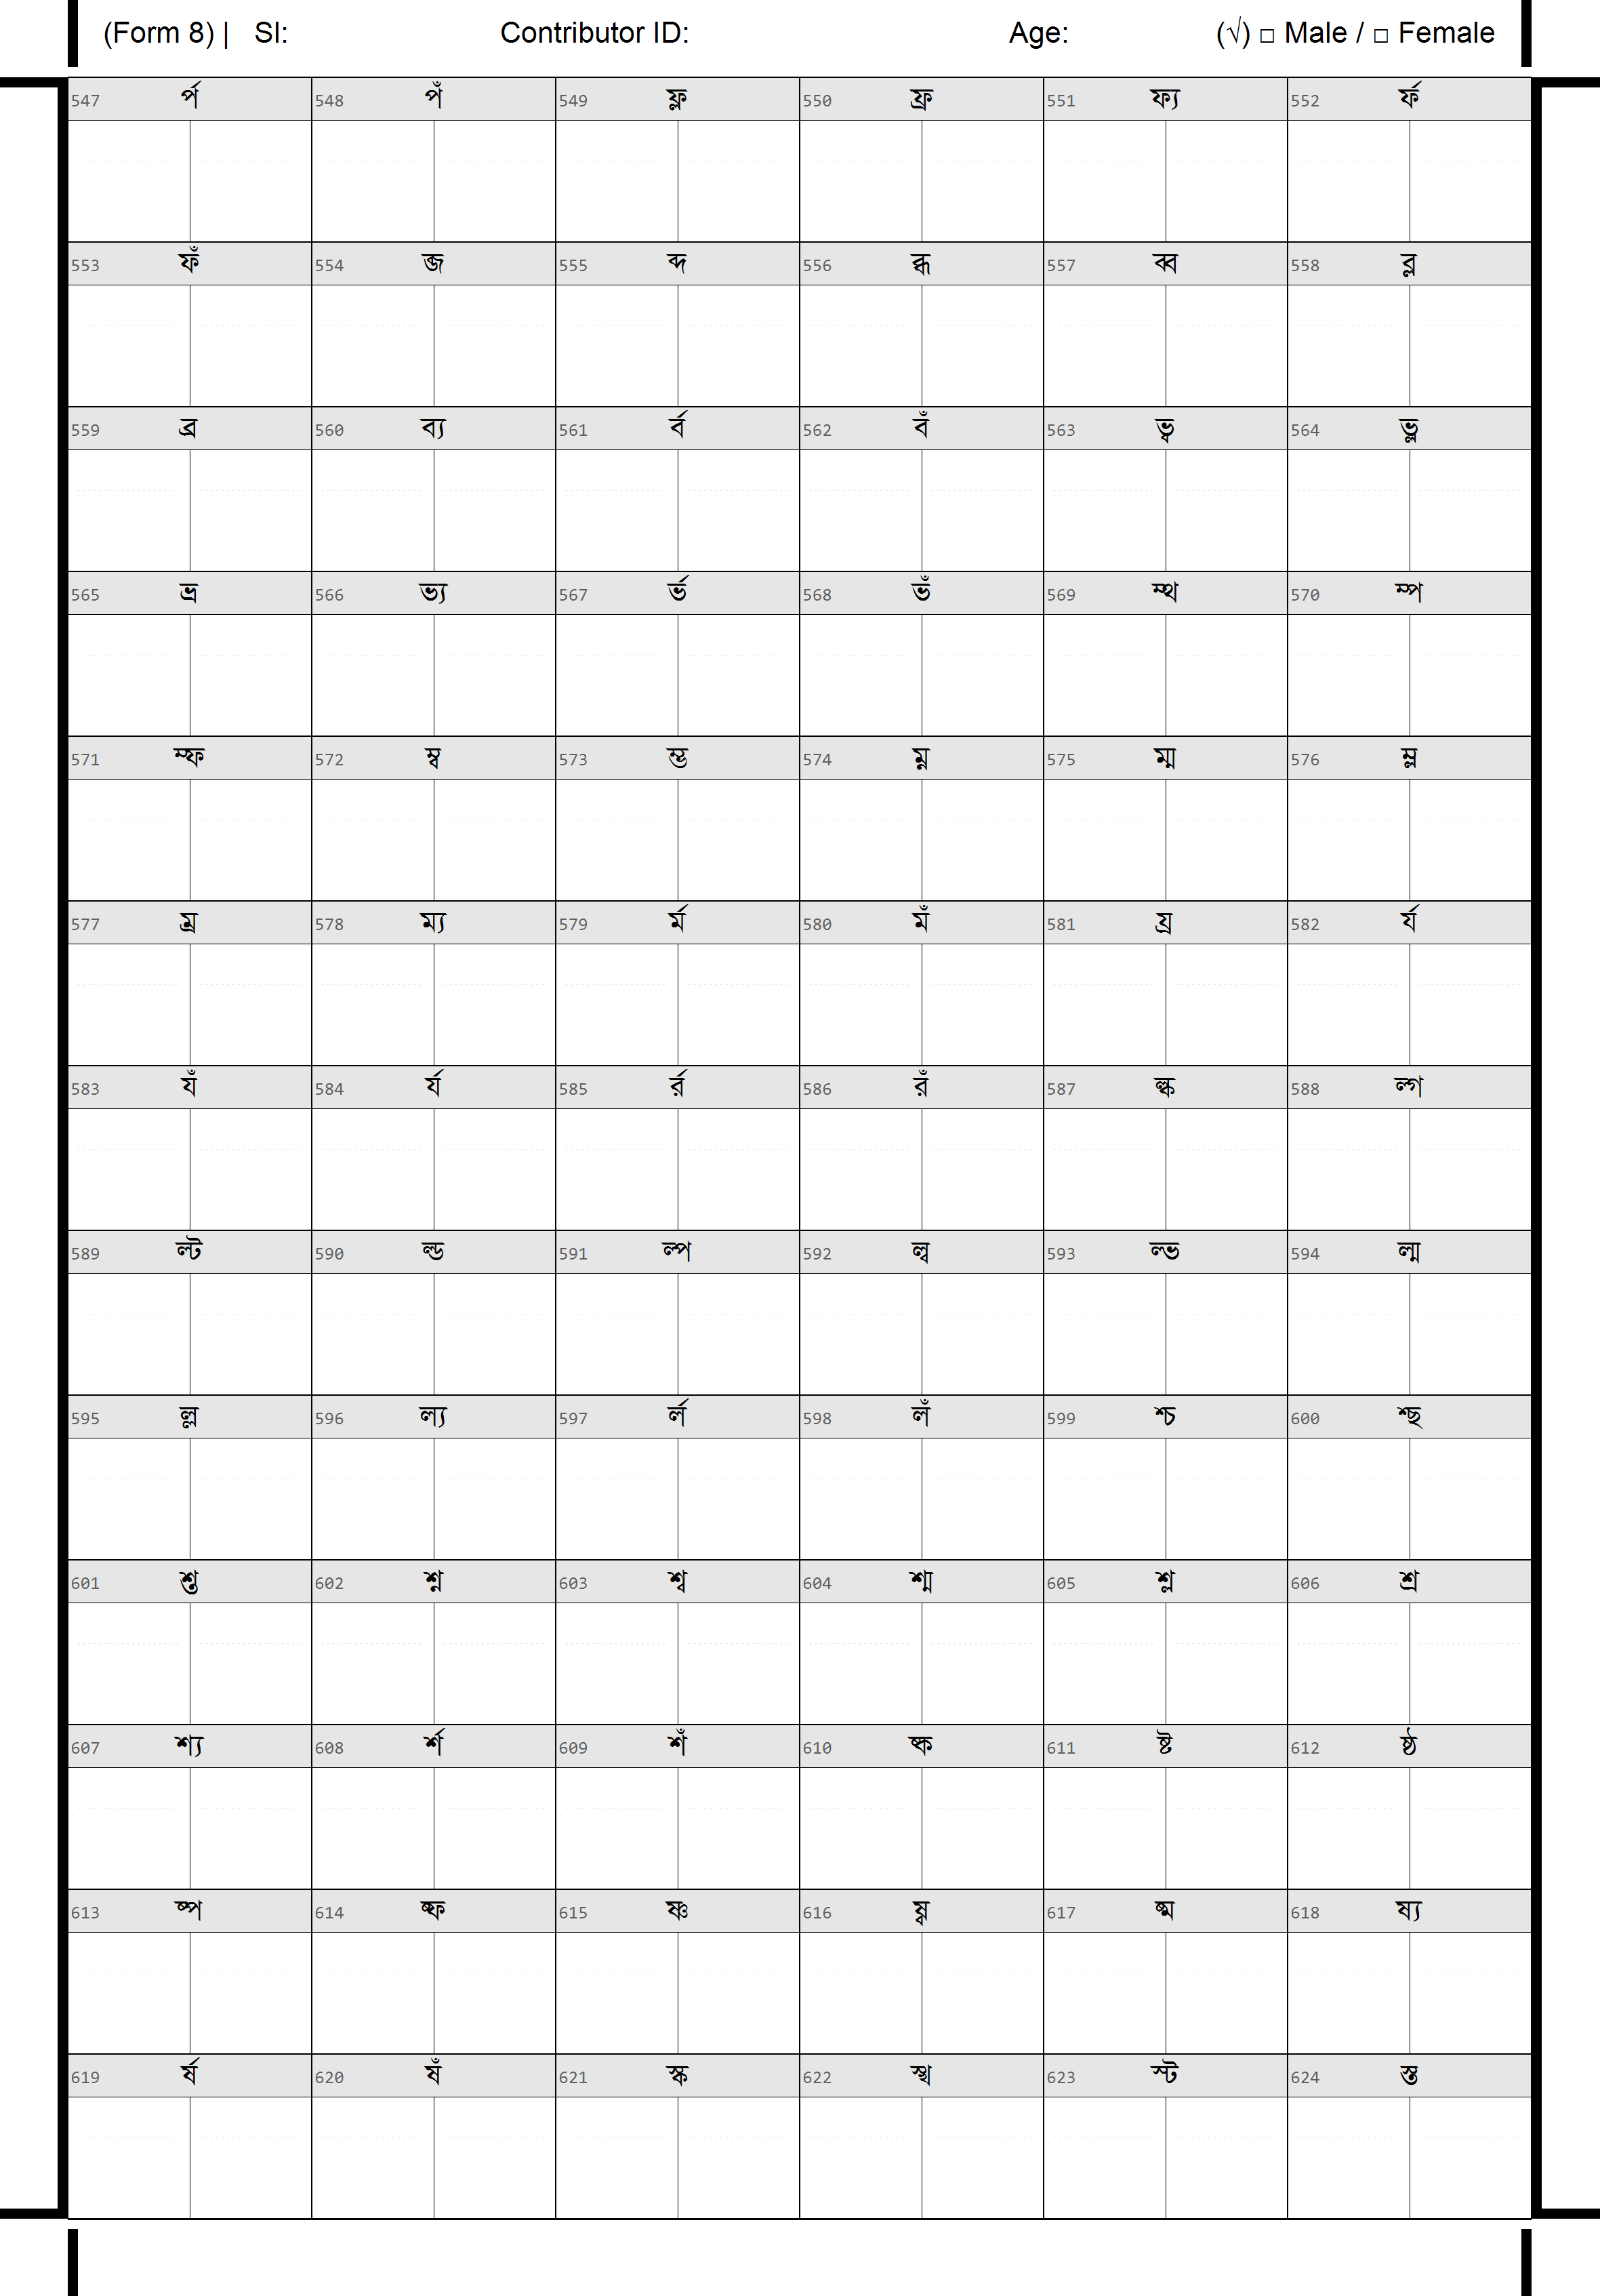 (Form 8) | Sl: Contributor ID: Age: (√) □ Male / □ Female
547 র্প 548 র্পঁ 549 ফ্ল 550 ফ্র 551 ফ্য 552 র্ফ
553 র্ফঁ 554 ব্জ 555 ব্দ 556 ব্ধ 557 ব্ব 558 ব্ল
559 ব্র 560 ব্য 561 র্ব 562 র্বঁ 563 ভ্ব 564 ভ্ল
565 ভ্র 566 ভ্য 567 র্ভ 568 র্ভঁ 569 ম্থ 570 ম্প
571 ম্ফ 572 ম্ব 573 ম্ভ 574 ম্ন 575 ম্ম 576 ম্ল
577 ম্র 578 ম্য 579 র্ম 580 র্মঁ 581 য্র 582 র্য
583 র্যঁ 584 র্য 585 র্র 586 র্রঁ 587 ল্ক 588 ল্গ
589 ল্ট 590 ল্ড 591 ল্প 592 ল্ব 593 ল্ভ 594 ল্ম
595 ল্ল 596 ল্য 597 র্ল 598 র্লঁ 599 শ্চ 600 শ্ছ
601 শ্ত 602 শ্ন 603 শ্ব 604 শ্ম 605 শ্ল 606 শ্র
607 শ্য 608 র্শ 609 র্শঁ 610 ষ্ক 611 ষ্ট 612 ষ্ঠ
613 ষ্প 614 ষ্ফ 615 ষ্ণ 616 ষ্ব 617 ষ্ম 618 ষ্য
619 র্ষ 620 র্ষঁ 621 স্ক 622 স্খ 623 স্ট 624 স্ত